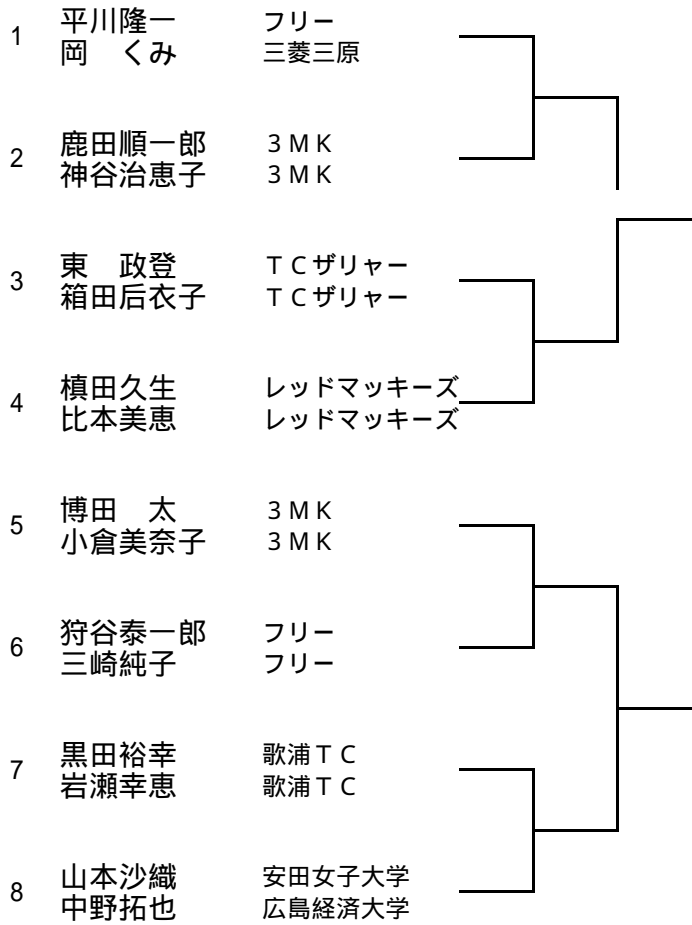 1 平川隆一 フリー
岡　くみ 三菱三原
2 鹿田順一郎 ３ＭＫ
神谷治恵子 ３ＭＫ
3 東　政登 ＴＣザリャー
箱田后衣子 ＴＣザリャー
4 槙田久生 レッドマッキーズ
比本美恵 レッドマッキーズ
5 博田　太 ３ＭＫ
小倉美奈子 ３ＭＫ
6 狩谷泰一郎 フリー
三崎純子 フリー
7 黒田裕幸 歌浦ＴＣ
岩瀬幸恵 歌浦ＴＣ
8 山本沙織 安田女子大学
中野拓也 広島経済大学